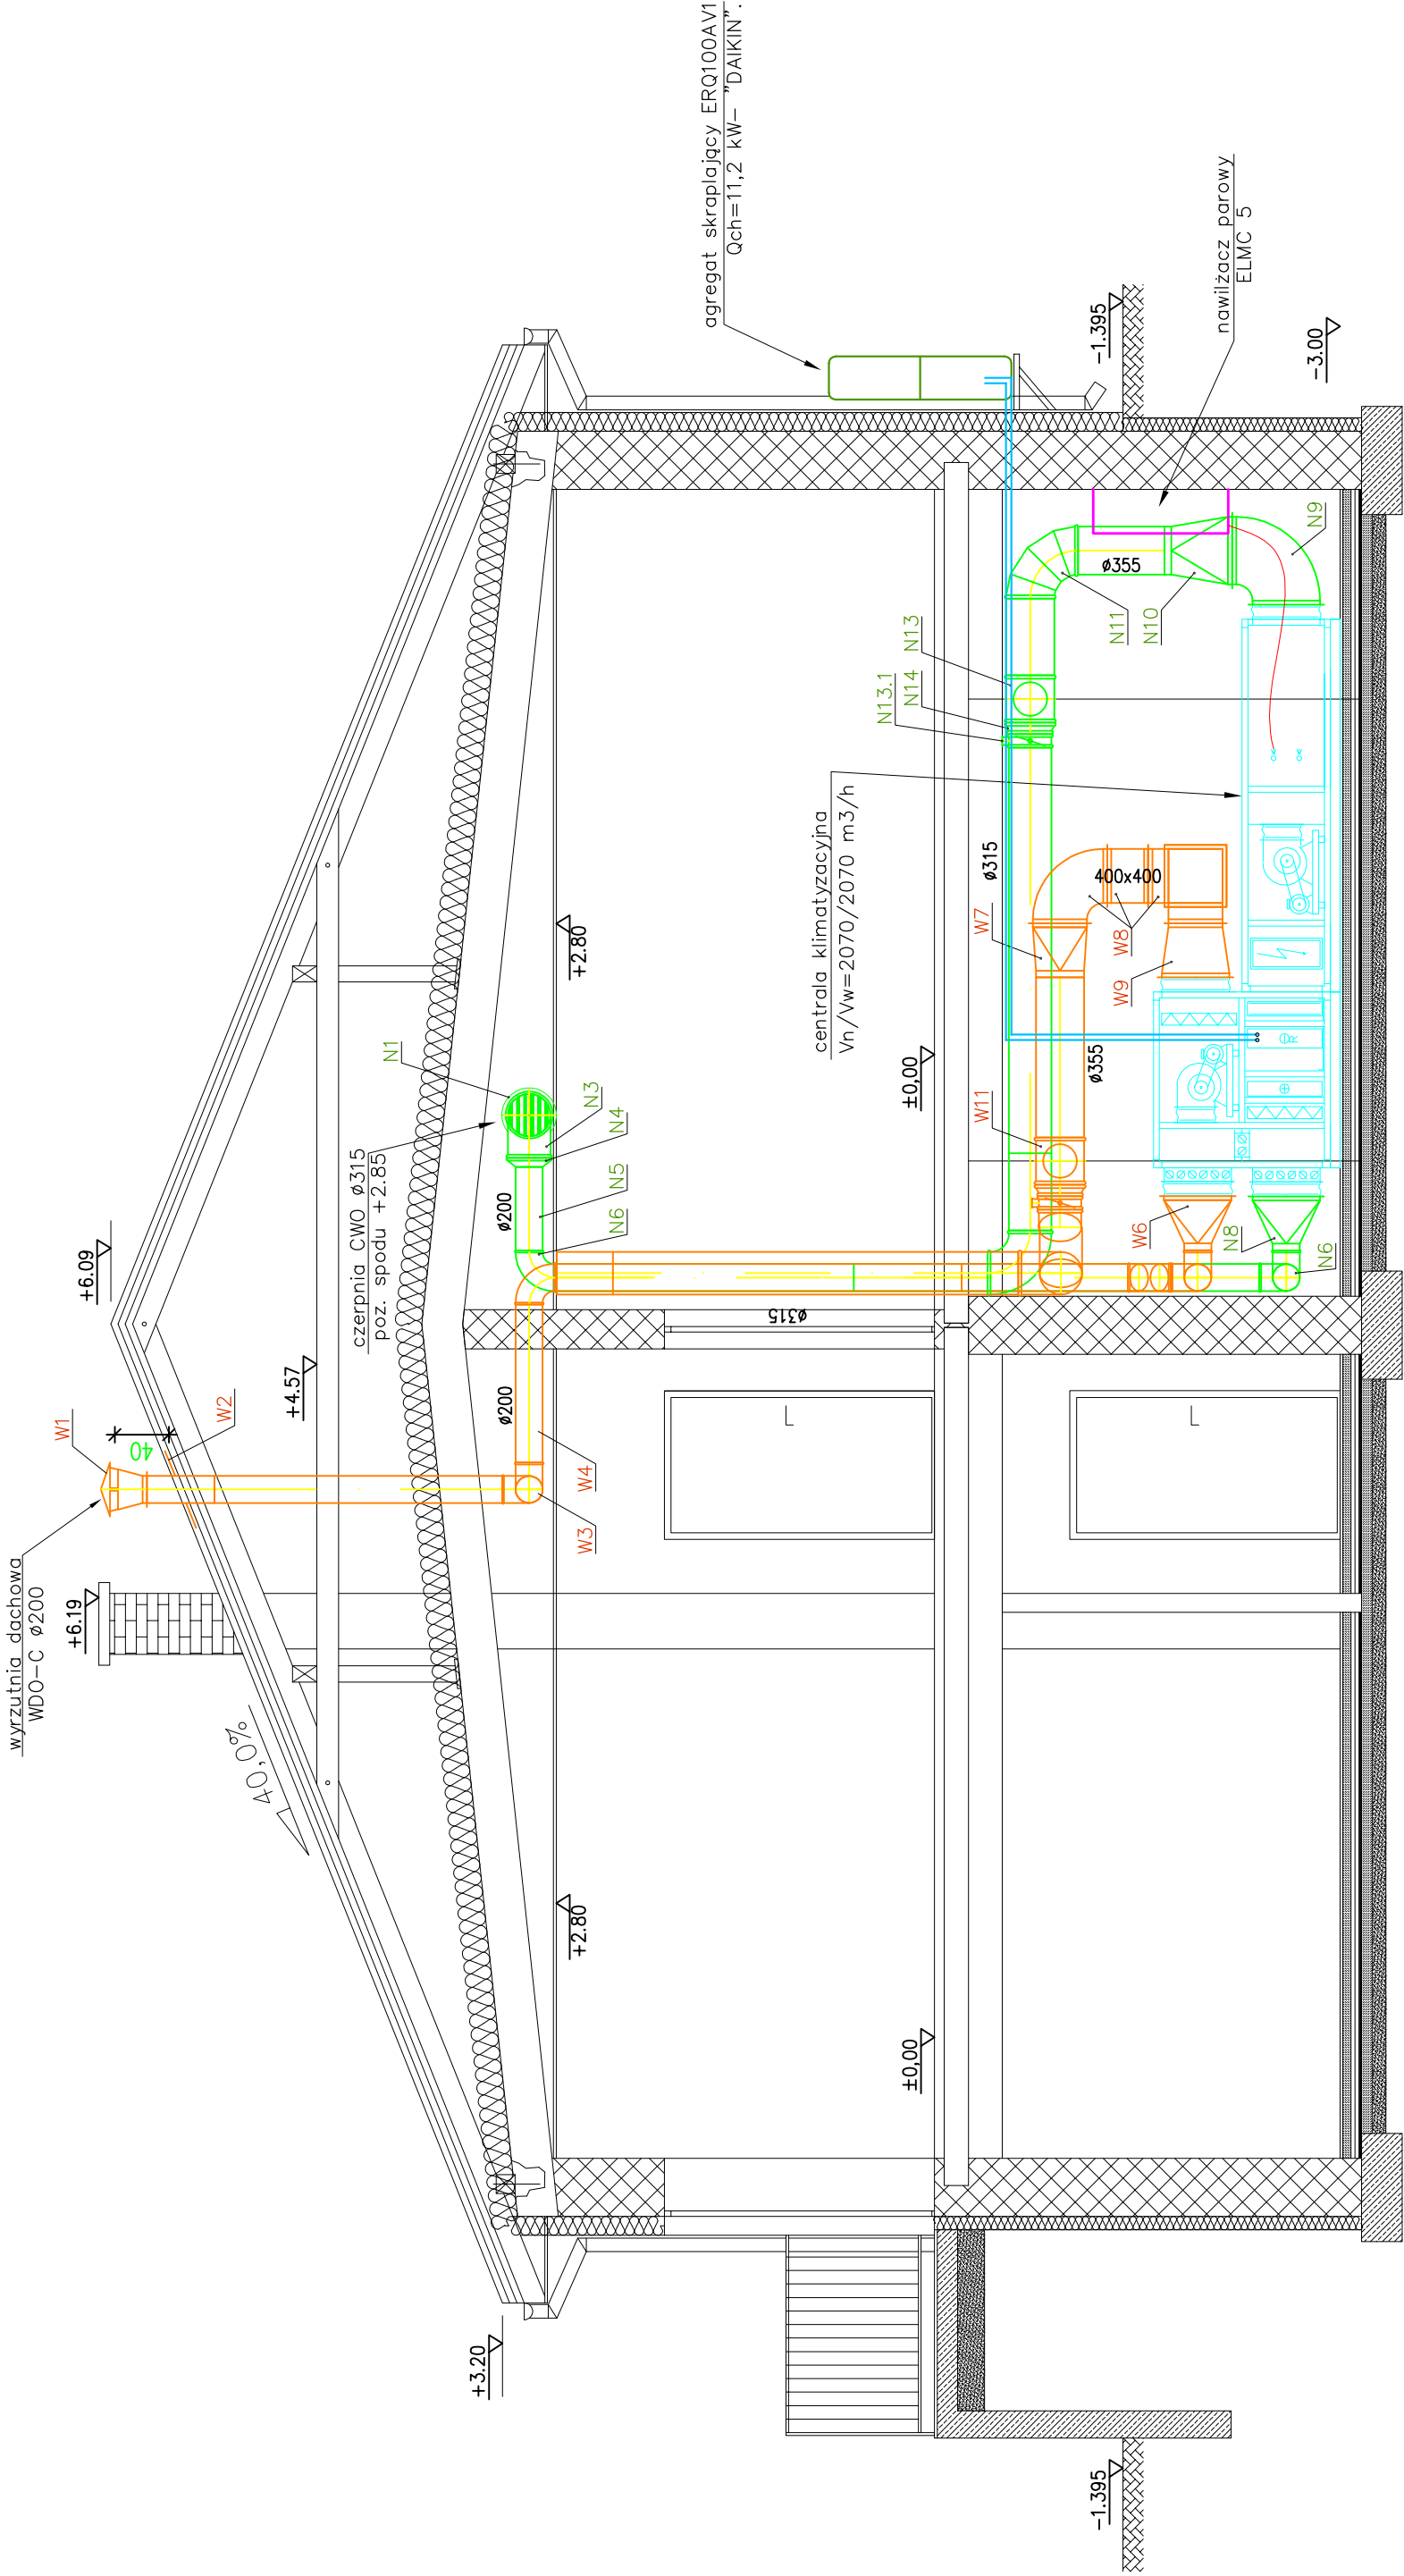 wyrzutnia dachowa
WDO-C ø200
W1
40
W2
+6.19
+6.09
40,0%
+4.57
czerpnia CWO ø315
poz. spodu +2.85
N1
N3
N4
N5
N6
ø200
ø200
W3
W4
+3.20
+2.80
+2.80
agregat skraplający ERQ100AV1
Qch=11,2 kW- "DAIKIN".
ø315
L
L
±0,00
±0,00
centrala klimatyzacyjna
Vn/Vw=2070/2070 m3/h
N13.1
N14
N13
ø315
W7
W11
ø355
400x400
W8
W9
W6
N8
N6
ø355
N11
N10
N9
nawilżacz parowy
ELMC 5
-1.395
-1.395
-3.00